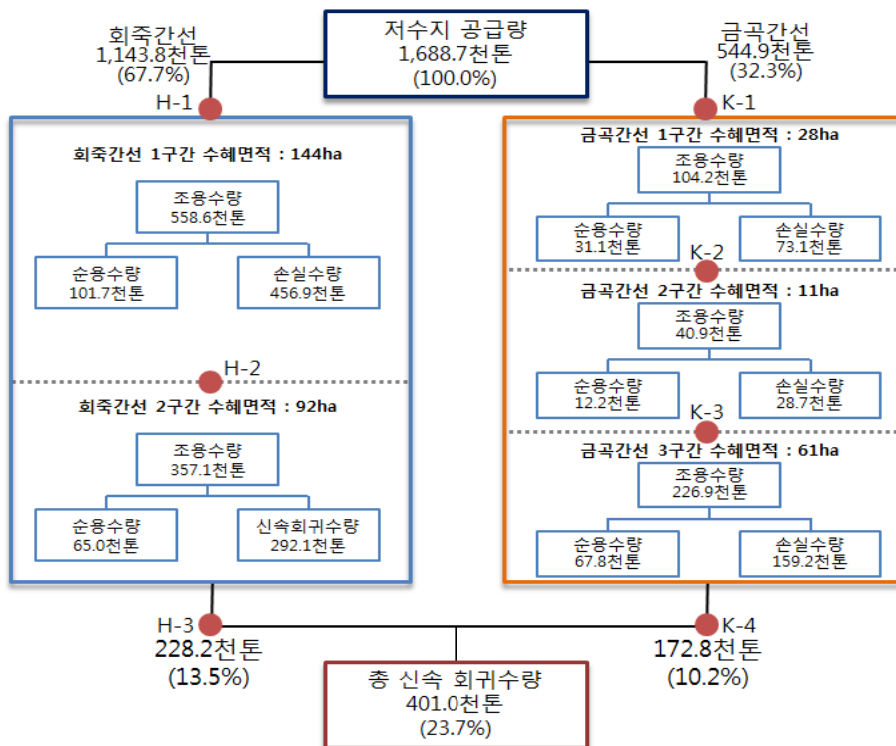 저수지 공급량
1,688.7천톤
(100.0%)
회죽간선
1,143.8천톤
(67.7%)
H-1
금곡간선
544.9천톤
(32.3%)
K-1
회죽간선 1구간 수혜면적 : 144ha
조용수량
558.6천톤
순용수량
101.7천톤
손실수량
456.9천톤
H-2
회죽간선 2구간 수혜면적 : 92ha
조용수량
357.1천톤
순용수량
65.0천톤
신속회귀수량
292.1천톤
금곡간선 1구간 수혜면적 : 28ha
조용수량
104.2천톤
순용수량
31.1천톤
손실수량
73.1천톤
K-2
금곡간선 2구간 수혜면적 : 11ha
조용수량
40.9천톤
순용수량
12.2천톤
손실수량
28.7천톤
K-3
금곡간선 3구간 수혜면적 : 61ha
조용수량
226.9천톤
순용수량
67.8천톤
손실수량
159.2천톤
H-3
228.2천톤
(13.5%)
K-4
172.8천톤
(10.2%)
총 신속 회귀수량
401.0천톤
(23.7%)